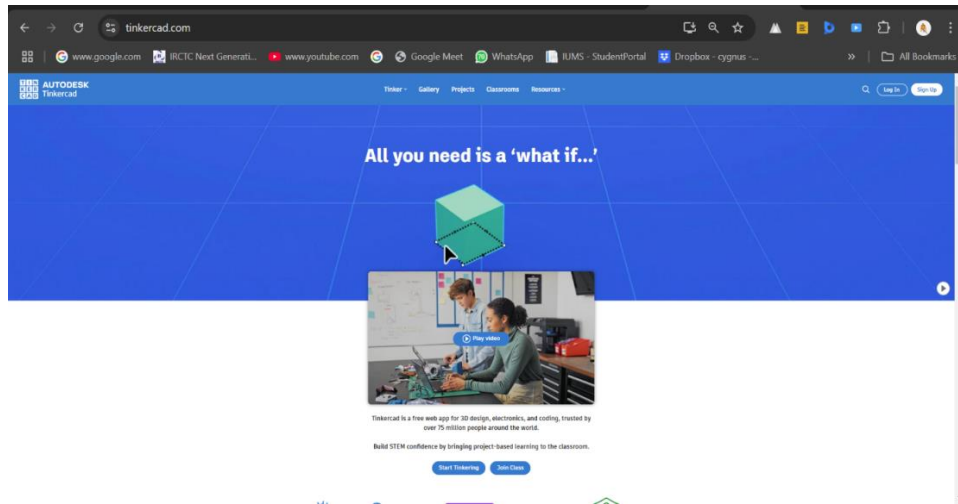 tinkercad.com
www.google.com IRCTC Next Generati... www.youtube.com Google Meet WhatsApp IUMS - StudentPortal Dropbox - cygnus -... » All Bookmarks
TIN KER CAD AUTODESK Tinkercad
Tinker Gallery Projects Classrooms Resources Log In Sign Up
All you need is a ‘what if...’
Play video
Tinkercad is a free web app for 3D design, electronics, and coding, trusted by
over 75 million people around the world.
Build STEM confidence by bringing project-based learning to the classroom.
Start Tinkering Join Class